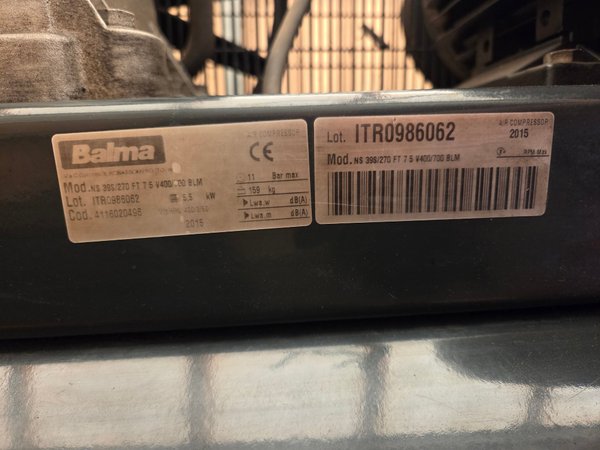 Balma
AIR COMPRESSOR
CE
Mod. NS 39S/270 FT 7 5 V400/700 BLM
Lot. ITR0986062
Cod. 4116020496
5,5 kW
2015
11 Bar max
159 kg
Lwa.w dB(A)
Lwa.m dB(A)
Lot. ITR0986062
AIR COMPRESSOR
2015
Mod. NS 39S/270 FT 7 5 V400/700 BLM